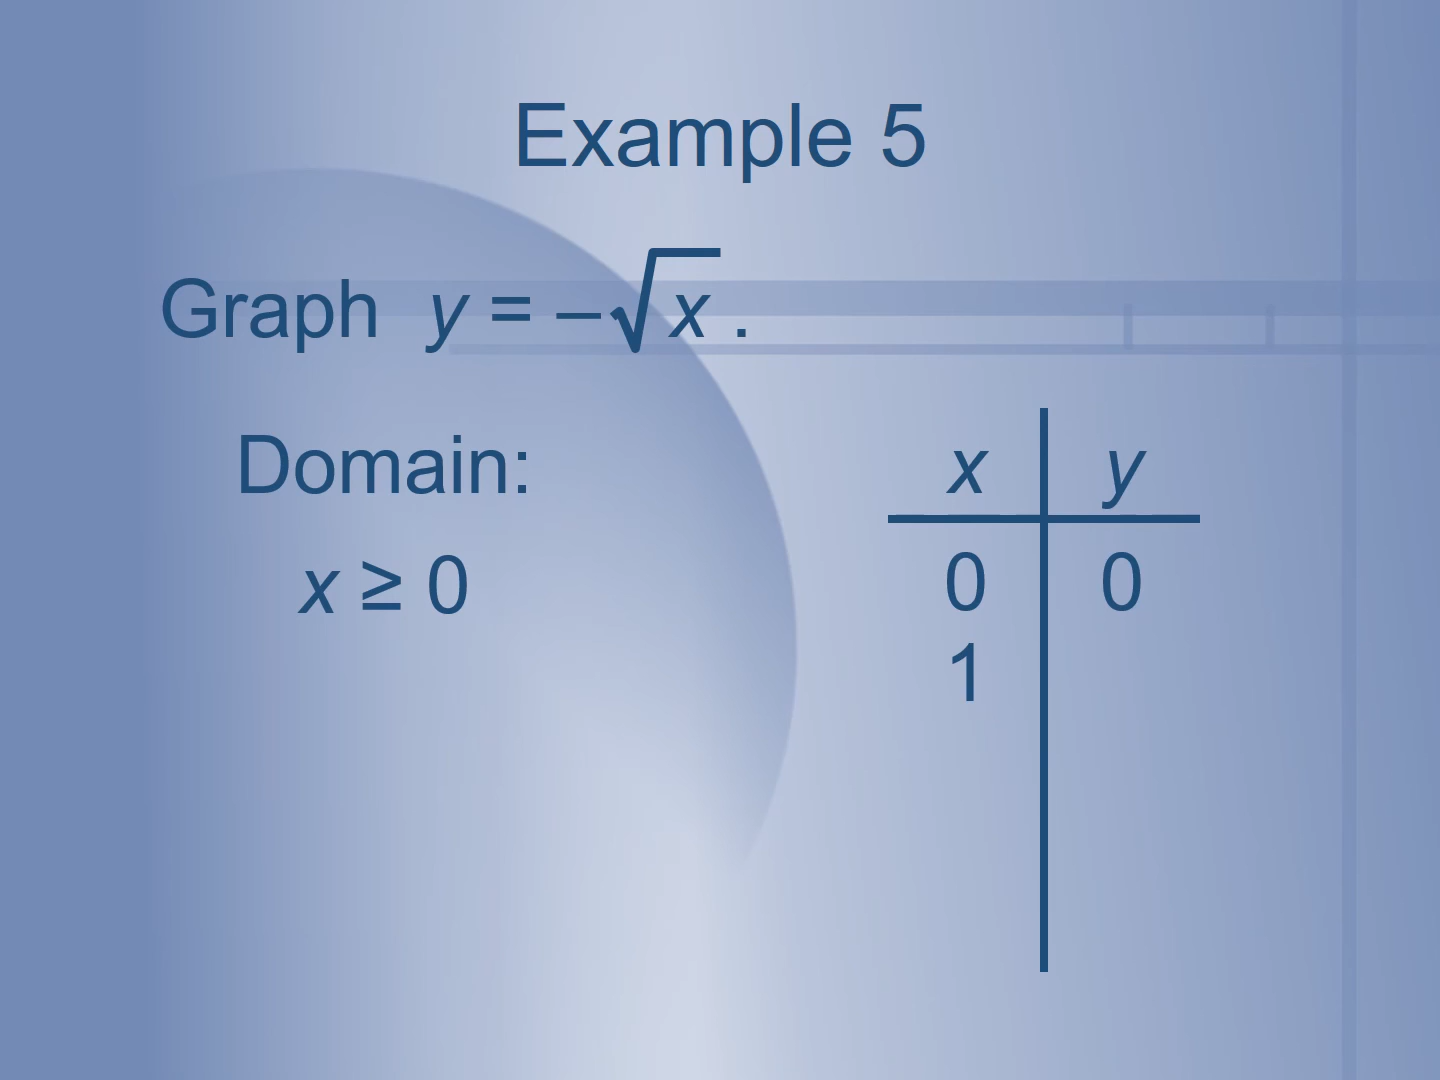 Example 5
Graph y = –√x .
Domain:
x ≥ 0
x y
0 0
1